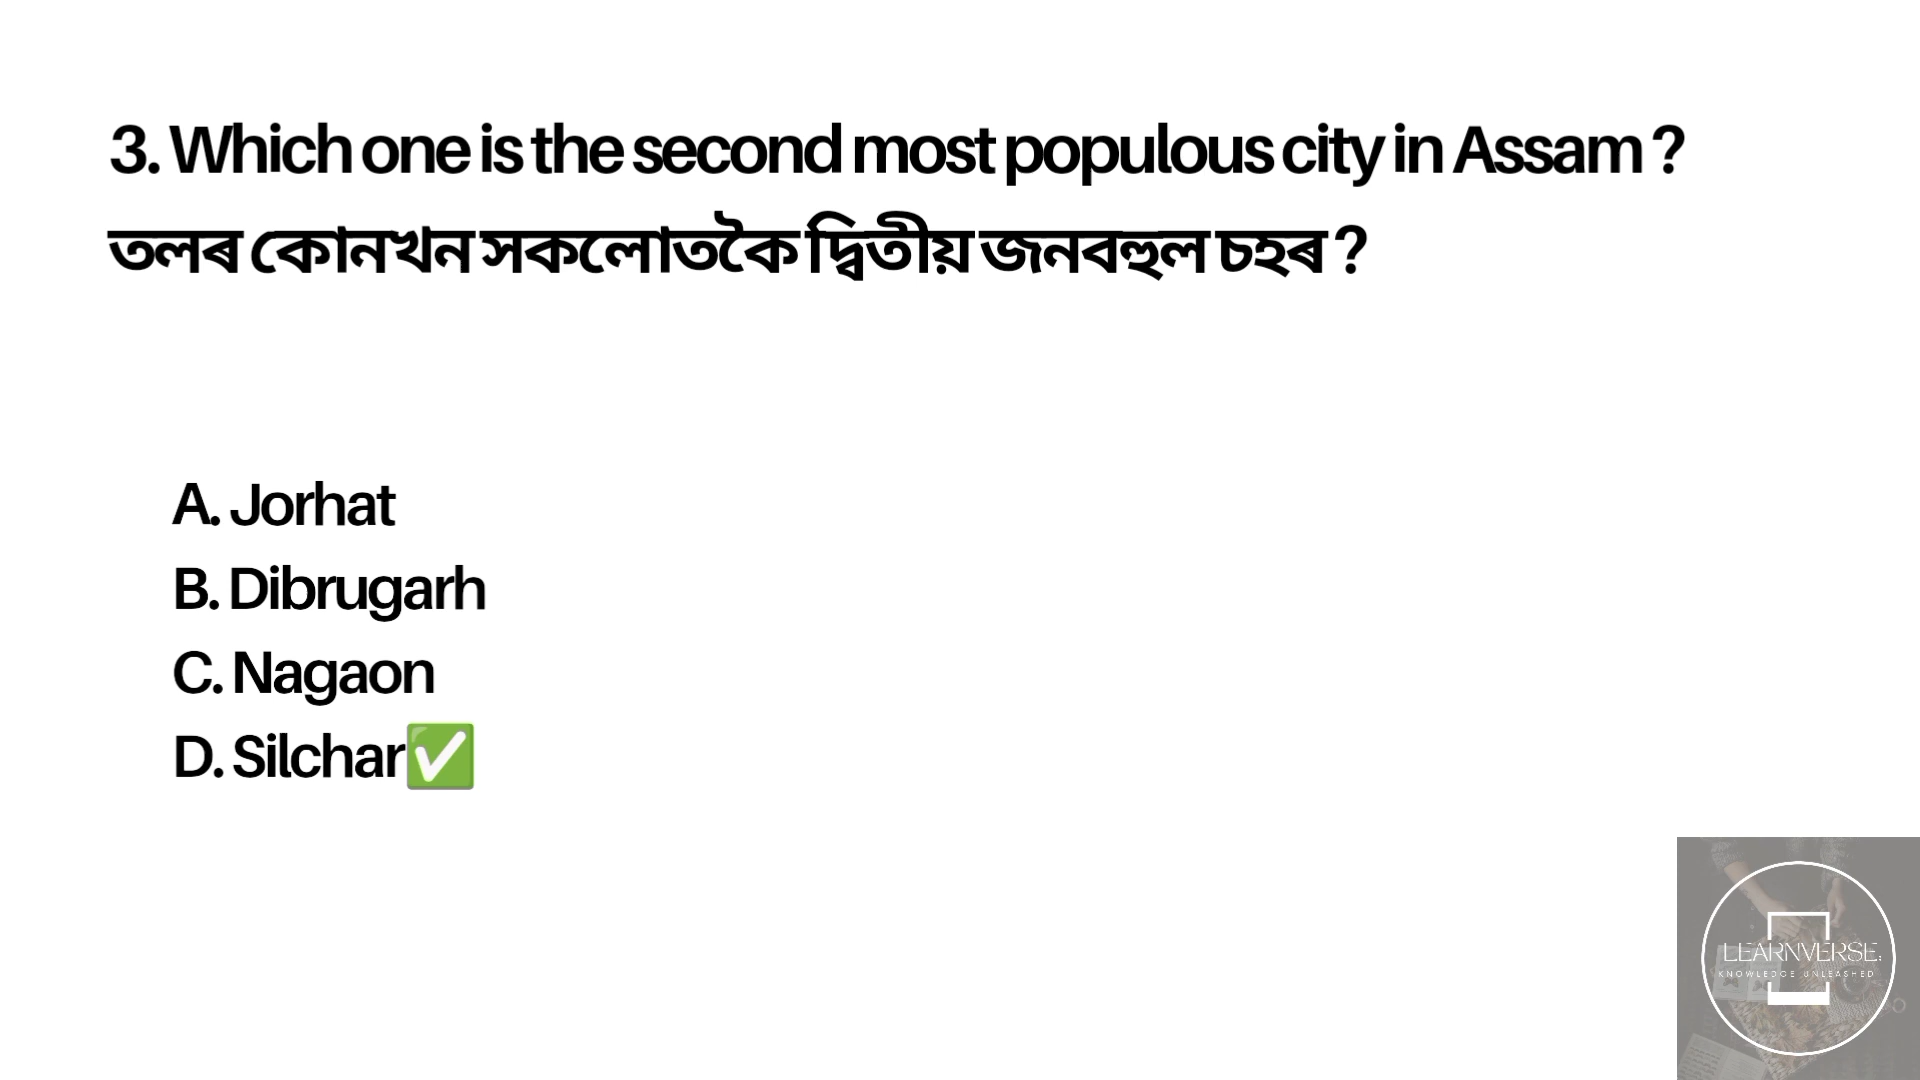 3. Which one is the second most populous city in Assam ?
তলৰ কোনখন সকলোতকৈ দ্বিতীয় জনবহুল চহৰ ?
A. Jorhat
B. Dibrugarh
C. Nagaon
D. Silchar✅
LEARNVERSE:
KNOWLEDGE UNLEASHED